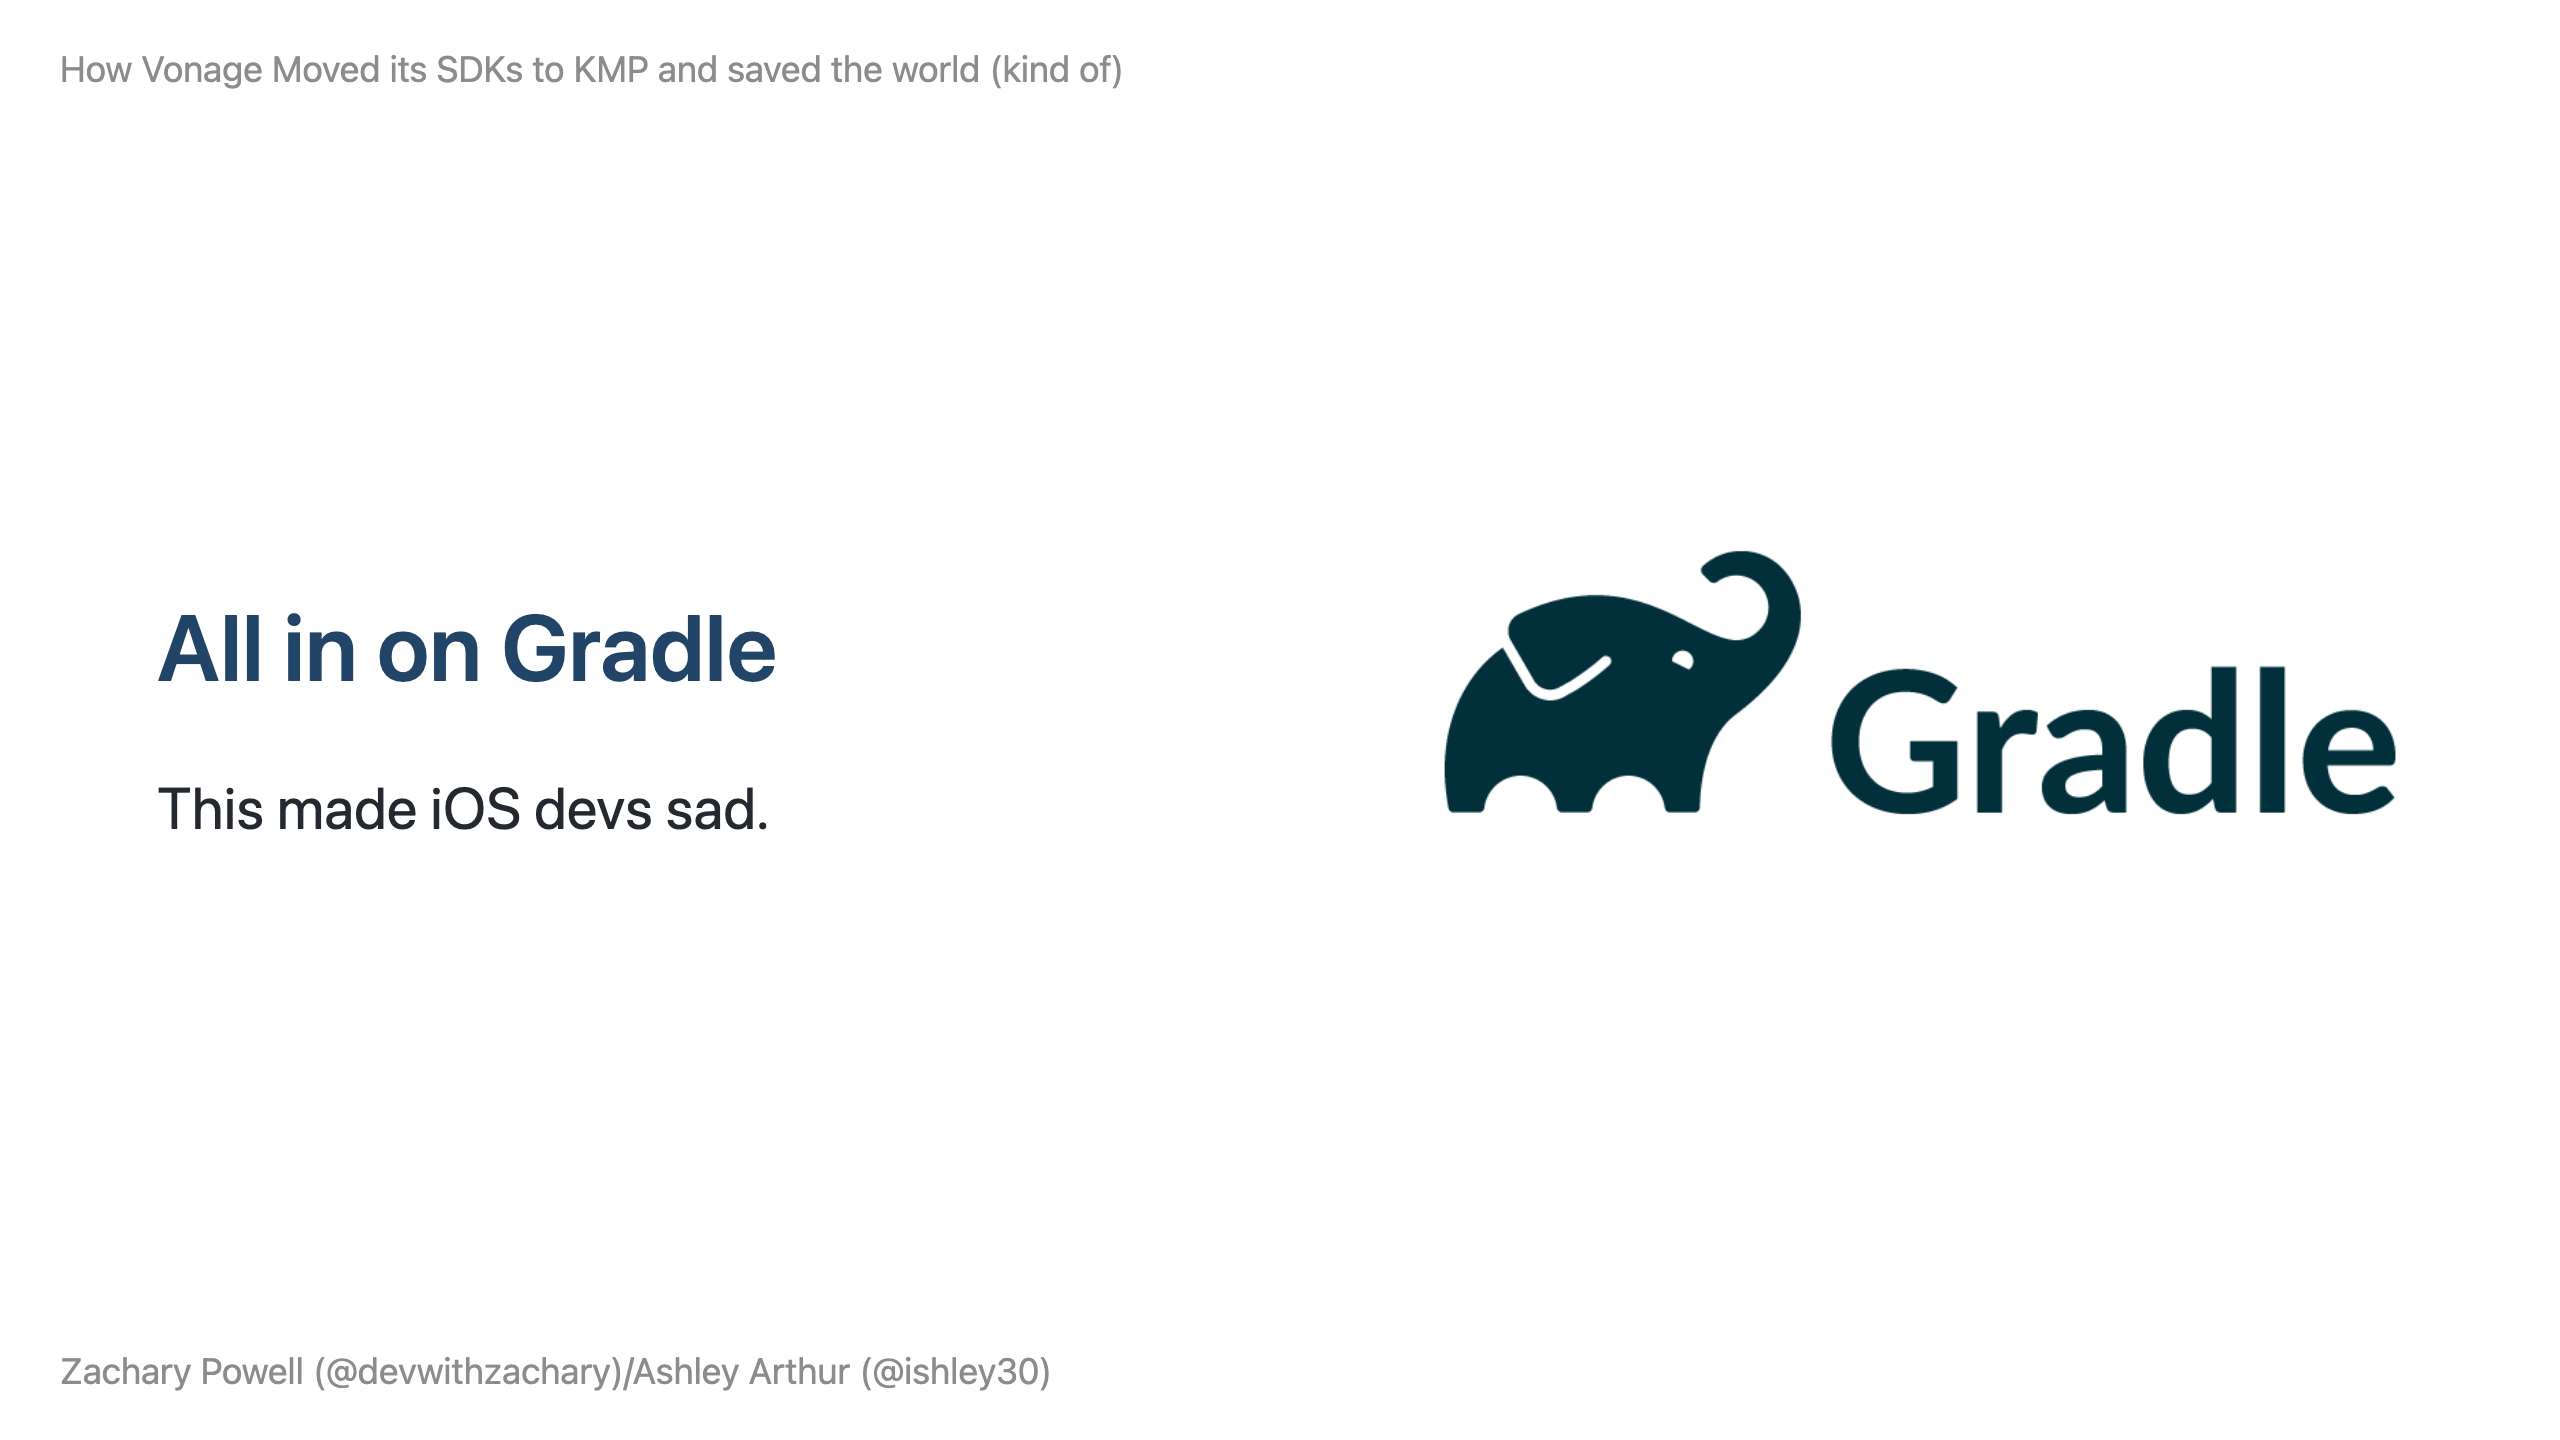 How Vonage Moved its SDKs to KMP and saved the world (kind of)
All in on Gradle
This made iOS devs sad.
Gradle
Zachary Powell (@devwithzachary)/Ashley Arthur (@ishley30)